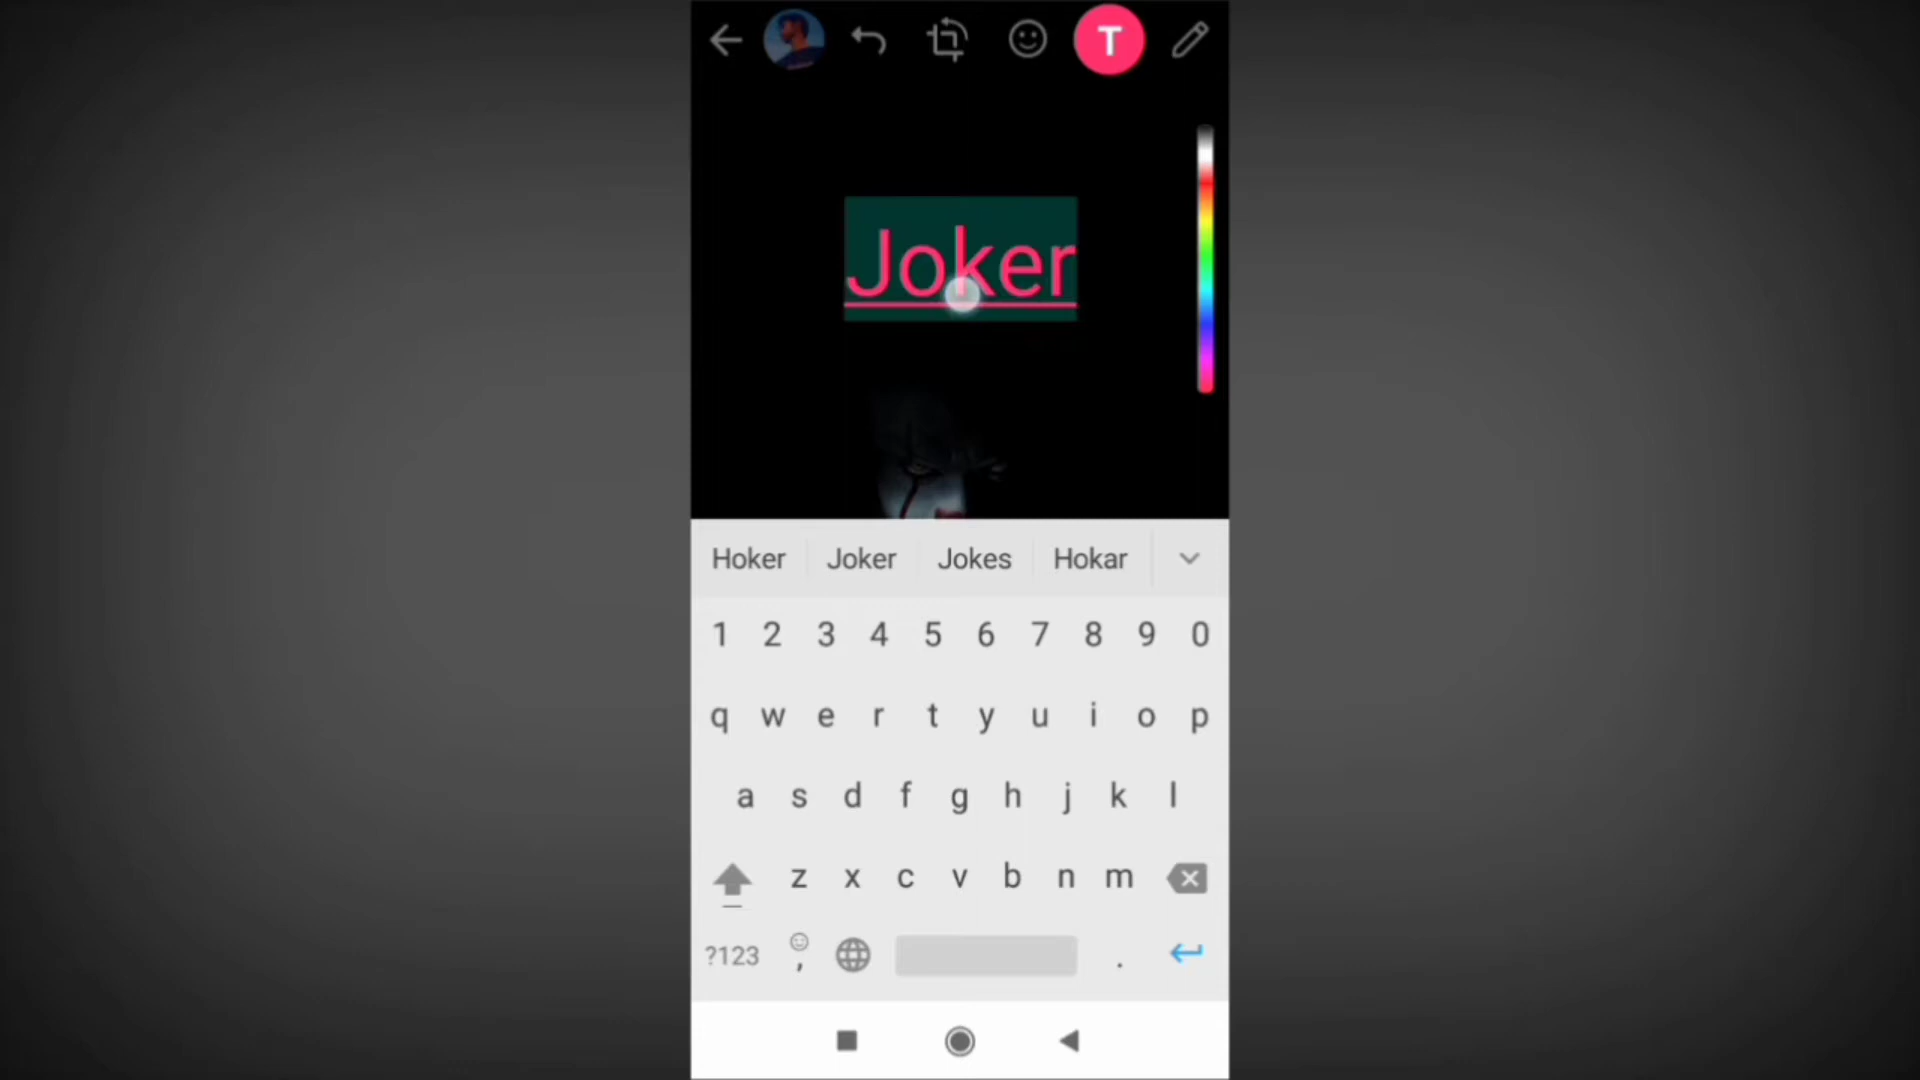 T
Joker
Hoker Joker Jokes Hokar
1 2 3 4 5 6 7 8 9 0
q w e r t y u i o p
a s d f g h j k l
z x c v b n m
?123 , .